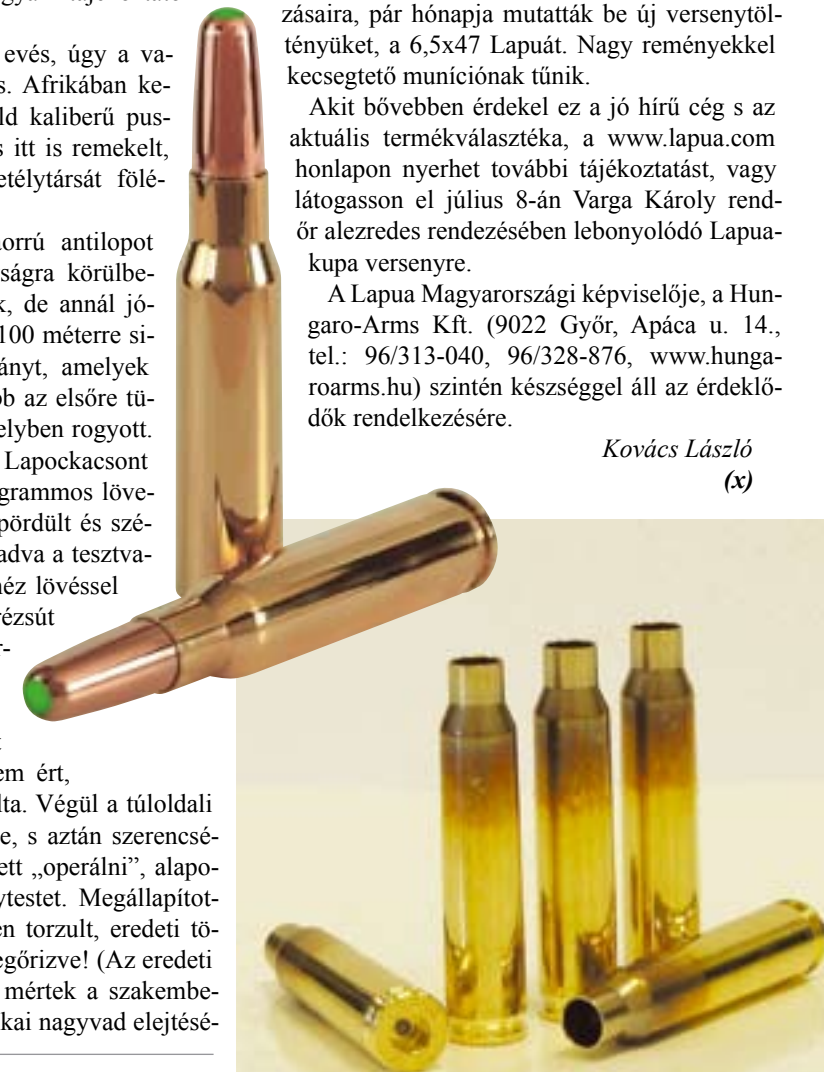 evés, úgy a va-
s. Afrikában ke-
ld kaliberű pus-
s itt is remekelt,
etélytársát fölé-
orrú antilopot
ságra körülbe-
k, de annál jó-
100 méterre si-
ányt, amelyek
b az elsőre tü-
elyben rogyott.
Lapockacsont
grammos löve-
pördült és szé-
adva a tesztva-
éz lövéssel
ézsút
r-
em ért,
lta. Végül a túloldali
e, s aztán szerencsé-
ett „operálni”, alapo-
ytestet. Megállapítot-
en torzult, eredeti tö-
egőrizve! (Az eredeti
mértek a szakembe-
kai nagyvad elejtésé-
zásaira, pár hónapja mutatták be új versenytöl-
tényüket, a 6,5x47 Lapuát. Nagy reményekkel
kecsegtető muníciónak tűnik.
Akit bővebben érdekel ez a jó hírű cég s az
aktuális termékválasztéka, a www.lapua.com
honlapon nyerhet további tájékoztatást, vagy
látogasson el július 8-án Varga Károly rend-
őr alezredes rendezésében lebonyolódó Lapua-
kupa versenyre.
A Lapua Magyarországi képviselője, a Hun-
garo-Arms Kft. (9022 Győr, Apáca u. 14.,
tel.: 96/313-040, 96/328-876, www.hunga-
roarms.hu) szintén készséggel áll az érdeklő-
dők rendelkezésére.
Kovács László
(x)